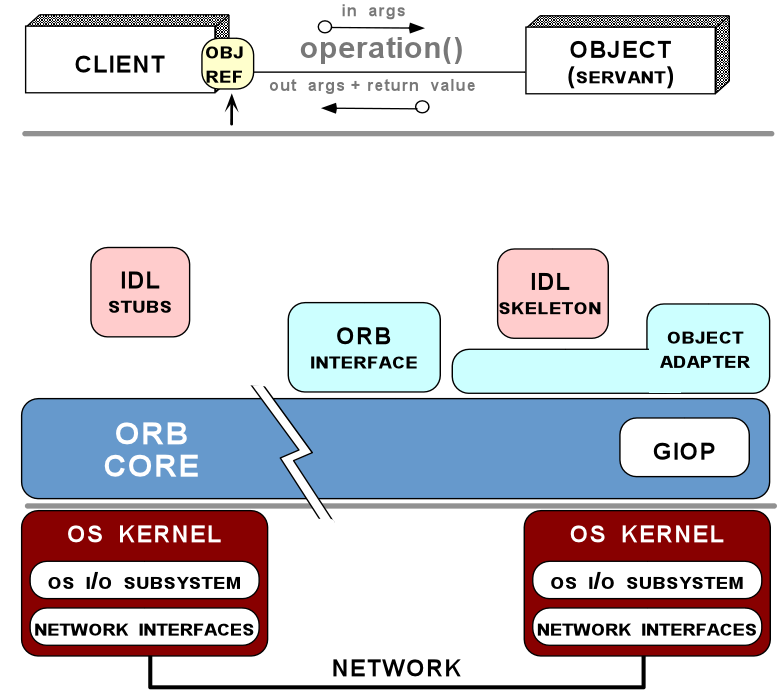 in args
CLIENT
OBJ
REF
operation()
OBJECT
(SERVANT)
out args + return value
IDL
STUBS
IDL
SKELETON
ORB
INTERFACE
OBJECT
ADAPTER
ORB
CORE
GIOP
OS KERNEL
OS I/O SUBSYSTEM
NETWORK INTERFACES
OS KERNEL
OS I/O SUBSYSTEM
NETWORK INTERFACES
NETWORK